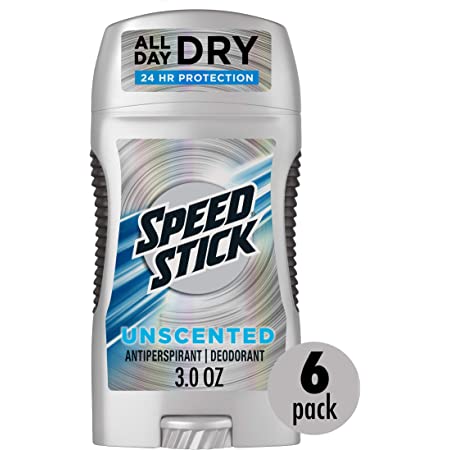 ALL DAY DRY
24 HR PROTECTION
SPEED
STICK
UNSCENTED
ANTIPERSPIRANT | DEODORANT
3.0 OZ
6
pack